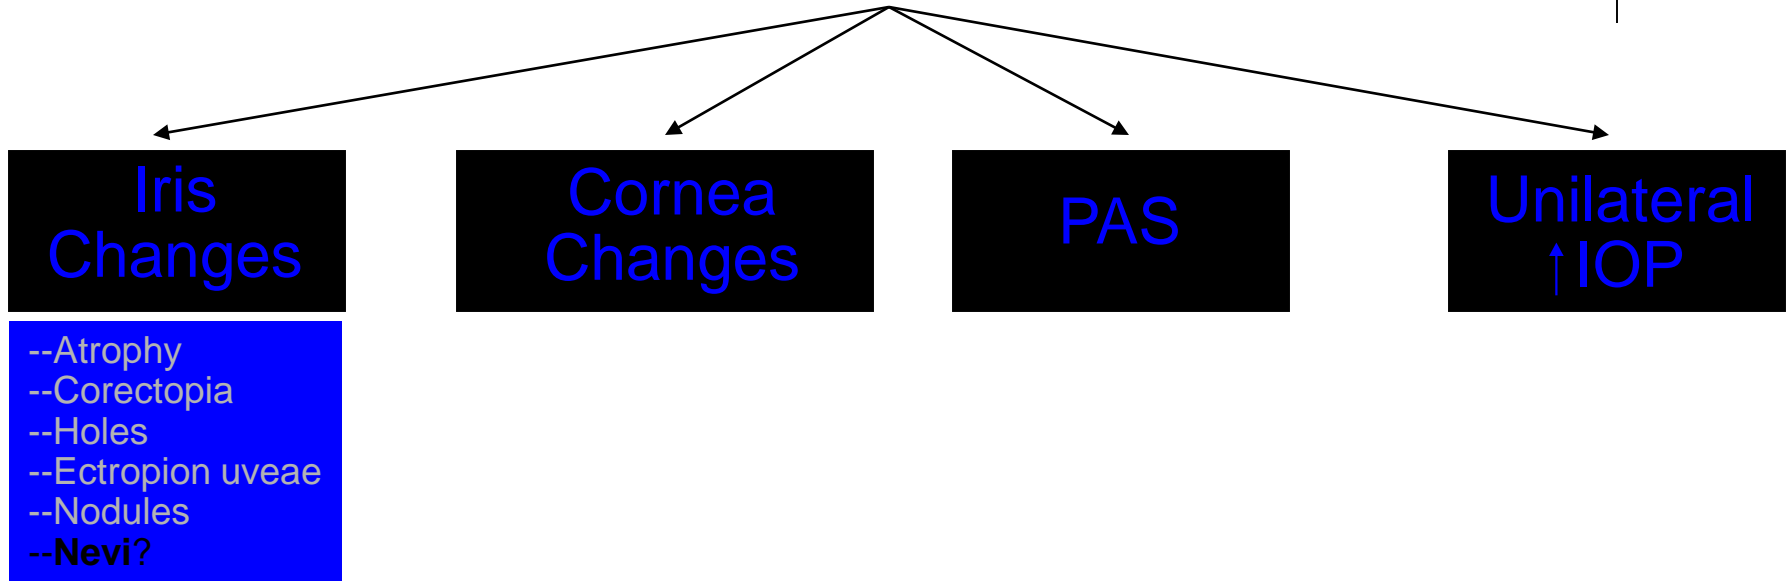 Iris
Changes
Cornea
Changes
PAS
Unilateral
↑IOP
--Atrophy
--Corectopia
--Holes
--Ectropion uveae
--Nodules
--Nevi?